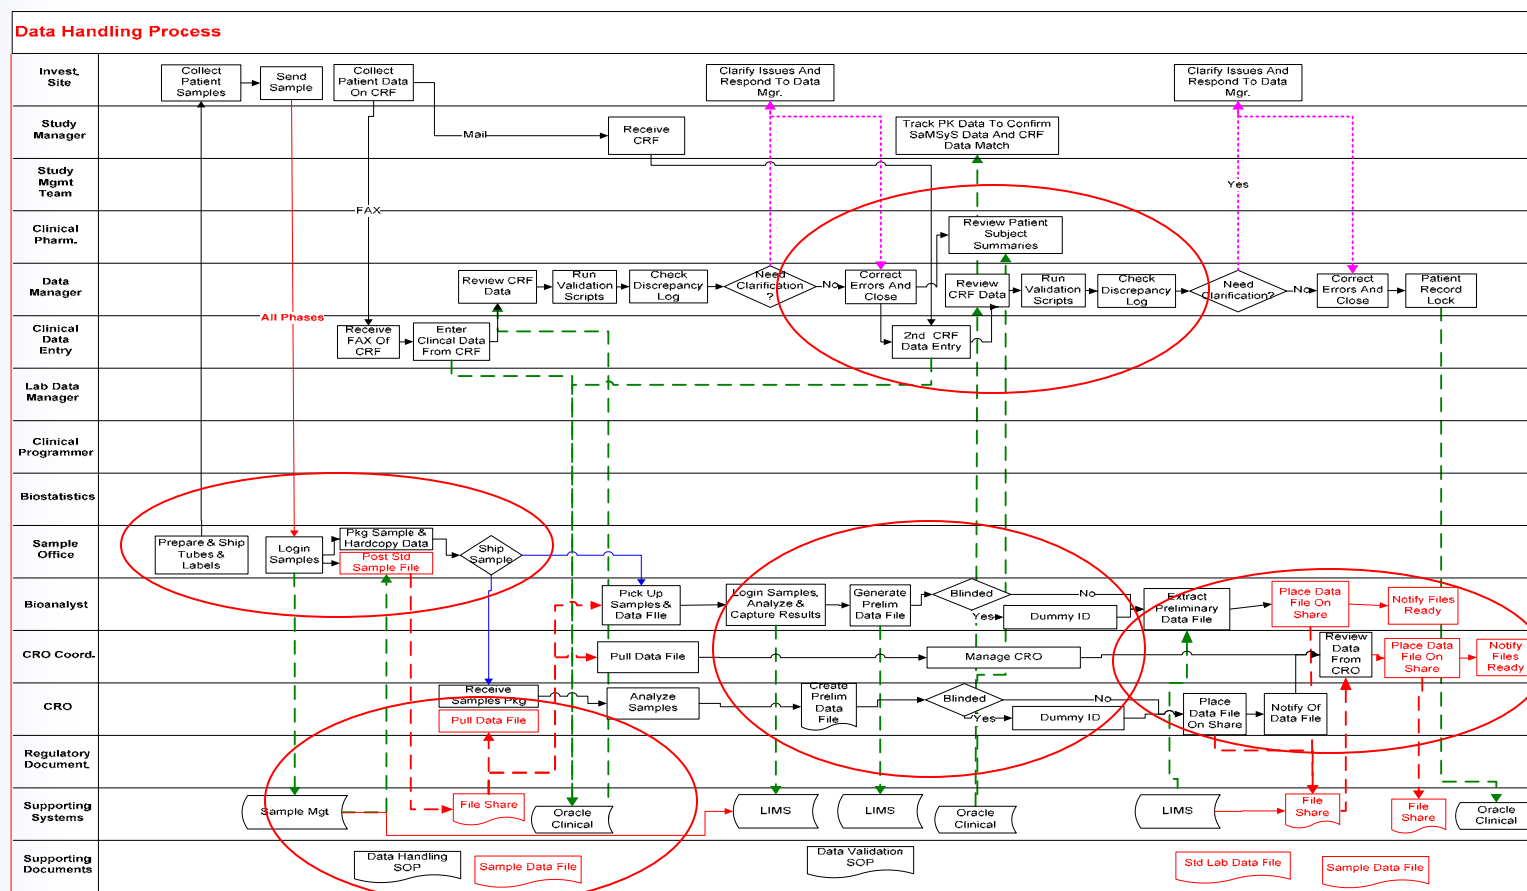 Data Handling Process
Invest.
Site
Collect
Patient
Samples
Send
Sample
Collect
Patient Data
On CRF
Clarify Issues And
Respond To Data
Mgr.
Clarify Issues And
Respond To Data
Mgr.
Study
Manager
Mail
Receive
CRF
Track PK Data To Confirm
SaMSyS Data And CRF
Data Match
Study
Mgmt
Team
Yes
FAX
Clinical
Pharm.
Review Patient
Subject
Summaries
Data
Manager
Review CRF
Data
Run
Validation
Scripts
Check
Discrepancy
Log
Need
Clarification
?
No
Correct
Errors And
Close
Review
CRF Data
Run
Validation
Scripts
Check
Discrepancy
Log
Need
Clarification?
No
Correct
Errors And
Close
Patient
Record
Lock
All Phases
Clinical
Data
Entry
Receive
FAX Of
CRF
Enter
Clincal Data
From CRF
2nd CRF
Data Entry
Lab Data
Manager
Clinical
Programmer
Biostatistics
Sample
Office
Prepare & Ship
Tubes &
Labels
Login
Samples
Pkg Sample &
Hardcopy Data
Post Std
Sample File
Ship
Sample
Bioanalyst
Pick Up
Samples &
Data FIle
Login Samples,
Analyze &
Capture Results
Generate
Prelim
Data File
Blinded
No
Yes
Dummy ID
Extract
Preliminary
Data File
Place Data
File On
Share
Notify Files
Ready
CRO Coord.
Pull Data File
Manage CRO
Review
Data
From
CRO
Place Data
File On
Share
Notify
Files
Ready
CRO
Receive
Samples Pkg
Pull Data File
Analyze
Samples
Create
Prelim
Data
File
Blinded
No
Yes
Dummy ID
Place
Data File
On Share
Notify Of
Data File
Regulatory
Document.
Supporting
Systems
Sample Mgt
File Share
Oracle
Clinical
LIMS
LIMS
Oracle
Clinical
LIMS
File
Share
File
Share
Oracle
Clinical
Supporting
Documents
Data Handling
SOP
Sample Data File
Data Validation
SOP
Std Lab Data File
Sample Data File